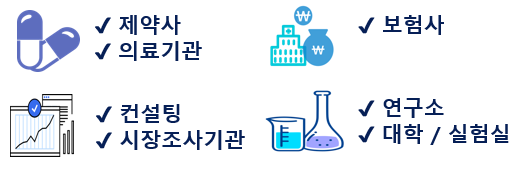 ✔ 제약사
✔ 의료기관
✔ 보험사
✔ 컨설팅
✔ 시장조사기관
✔ 연구소
✔ 대학 / 실험실
₩
₩